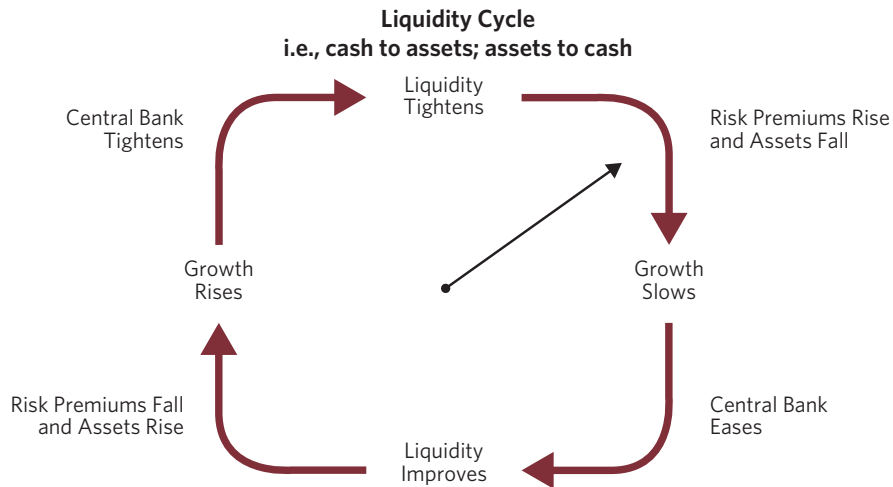 Liquidity Cycle
i.e., cash to assets; assets to cash
Liquidity
Tightens
Risk Premiums Rise
and Assets Fall
Growth
Slows
Central Bank
Eases
Liquidity
Improves
Risk Premiums Fall
and Assets Rise
Growth
Rises
Central Bank
Tightens